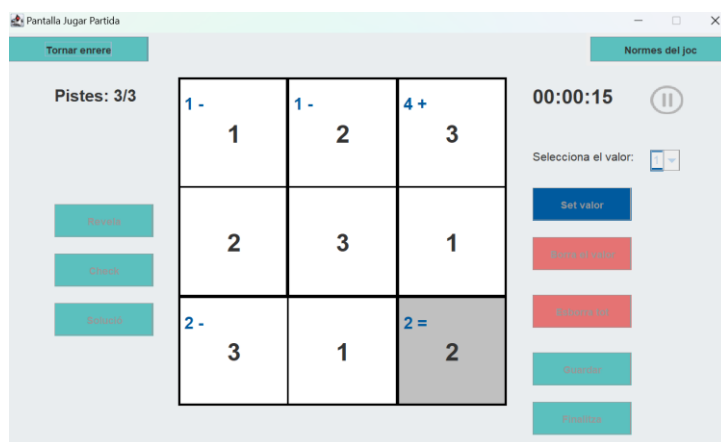 Pantalla Jugar Partida
Tornar enrere
Normes del joc
Pistes: 3/3
00:00:15
1 -
1 -
4 +
1
2
3
Selecciona el valor:
1
Set valor
Revela
2
3
1
Check
Solució
2 -
2 =
3
1
2
Guardar
Finalitza